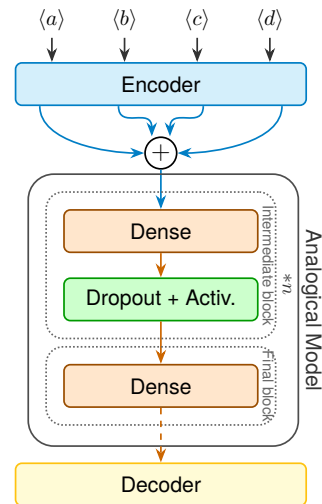 ⟨a⟩ ⟨b⟩ ⟨c⟩ ⟨d⟩
Encoder
+
Dense
Dropout + Activ.
Intermediate block
*n
Dense
Final block
Analogical Model
Decoder